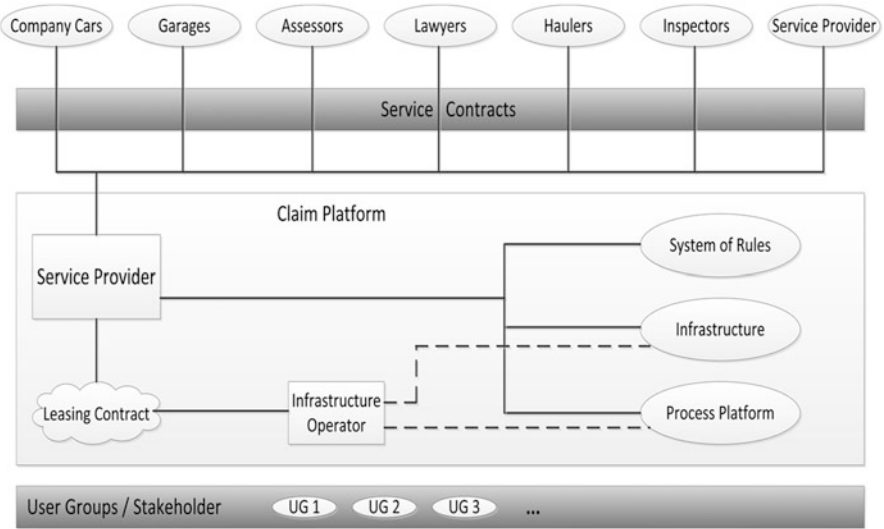 Company Cars Garages Assessors Lawyers Haulers Inspectors Service Provider
Service Contracts
Claim Platform
System of Rules
Service Provider
Infrastructure
Leasing Contract
Infrastructure
Operator
Process Platform
User Groups / Stakeholder UG 1 UG 2 UG 3 ...